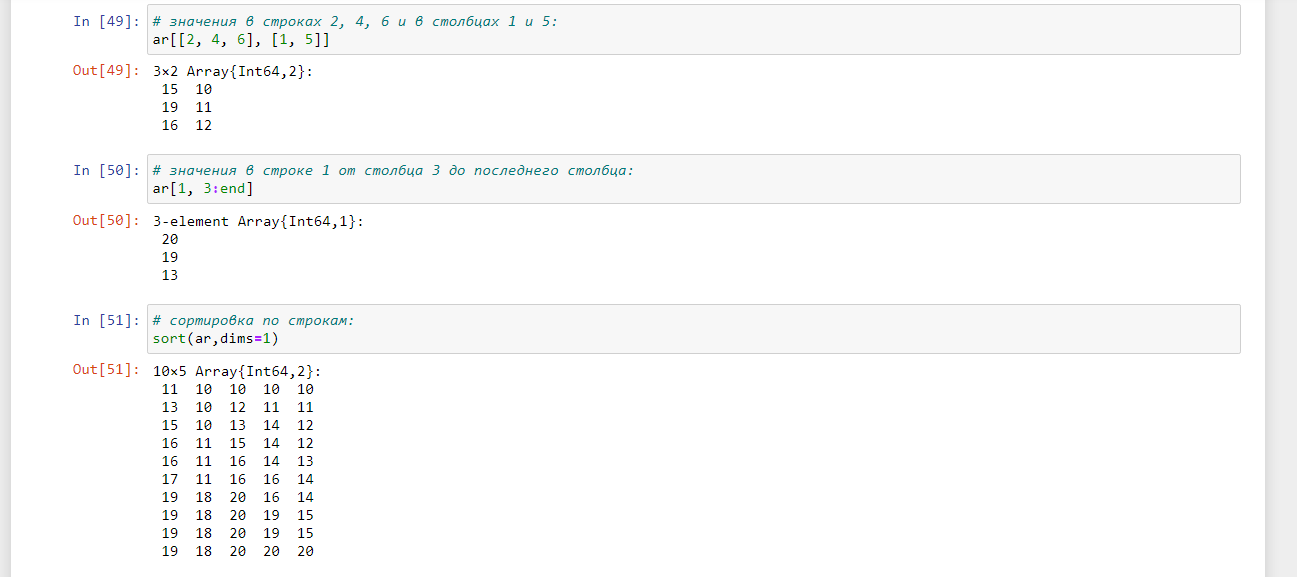 In [49]: # значения в строках 2, 4, 6 и в столбцах 1 и 5:
ar[[2, 4, 6], [1, 5]]
Out[49]: 3×2 Array{Int64,2}:
15 10
19 11
16 12
In [50]: # значения в строке 1 от столбца 3 до последнего столбца:
ar[1, 3:end]
Out[50]: 3-element Array{Int64,1}:
20
19
13
In [51]: # сортировка по строкам:
sort(ar,dims=1)
Out[51]: 10×5 Array{Int64,2}:
11 10 10 10 10
13 10 12 11 11
15 10 13 14 12
16 11 15 14 12
16 11 16 14 13
17 11 16 16 14
19 18 20 16 14
19 18 20 19 15
19 18 20 19 15
19 18 20 20 20